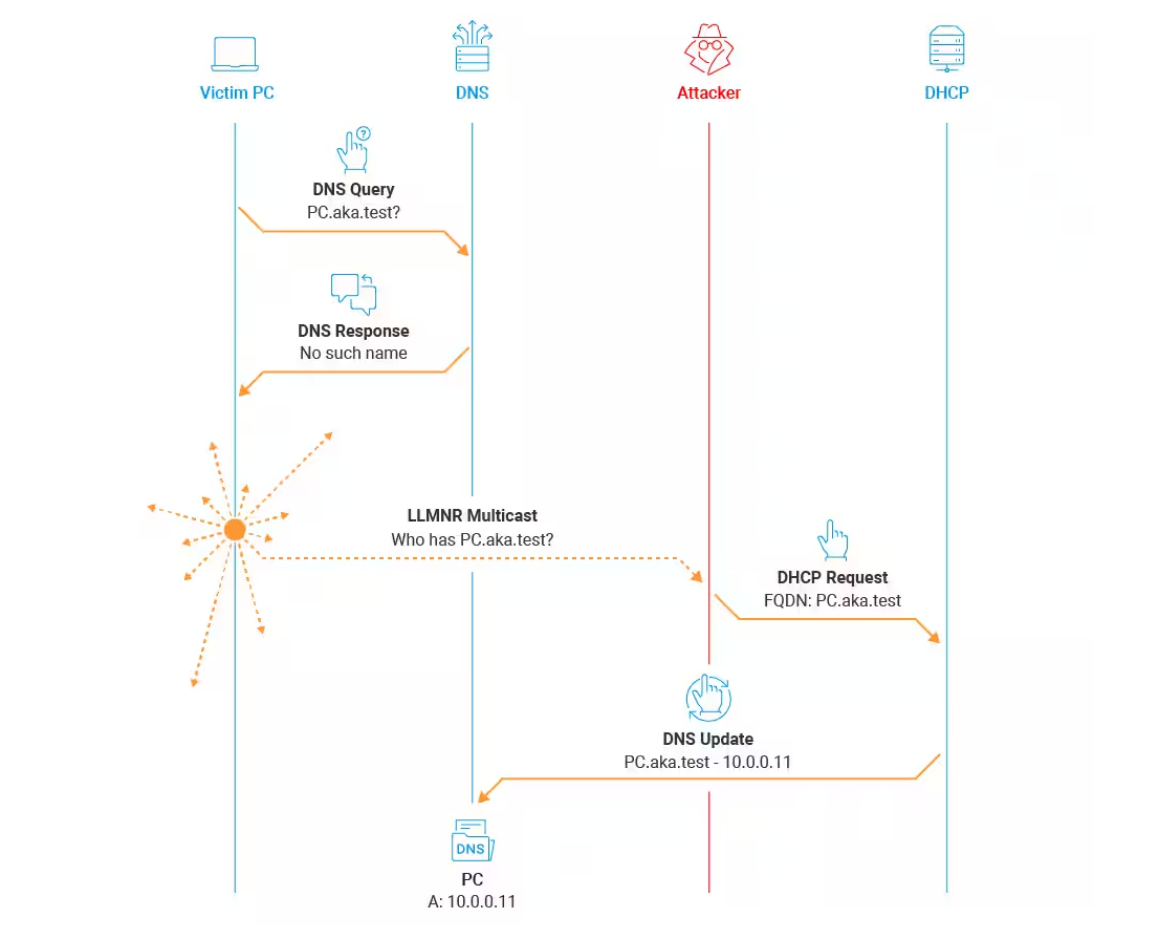 Victim PC
DNS
Attacker
DHCP
?
DNS Query
PC.aka.test?
DNS Response
No such name
LLMNR Multicast
Who has PC.aka.test?
DHCP Request
FQDN: PC.aka.test
DNS Update
PC.aka.test - 10.0.0.11
DNS
PC
A: 10.0.0.11